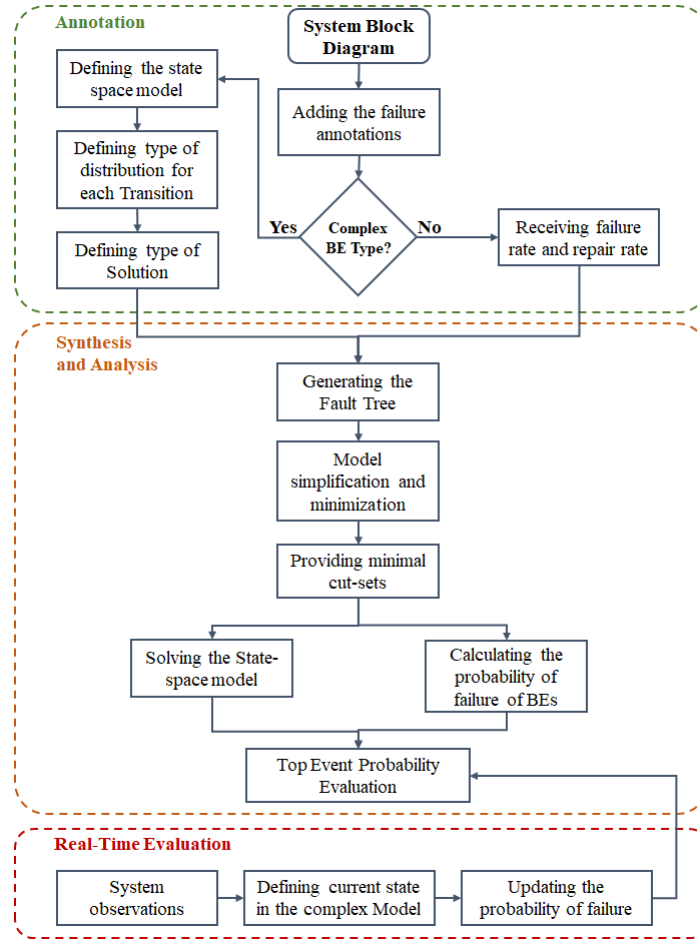 Annotation
System Block
Diagram
Defining the state
space model
Adding the failure
annotations
Defining type of
distribution for
each Transition
Yes
Complex
BE Type?
No
Receiving failure
rate and repair rate
Defining type of
Solution
Synthesis
and Analysis
Generating the
Fault Tree
Model
simplification and
minimization
Providing minimal
cut-sets
Solving the State-
space model
Calculating the
probability of
failure of BEs
Top Event Probability
Evaluation
Real-Time Evaluation
System
observations
Defining current state
in the complex Model
Updating the
probability of failure